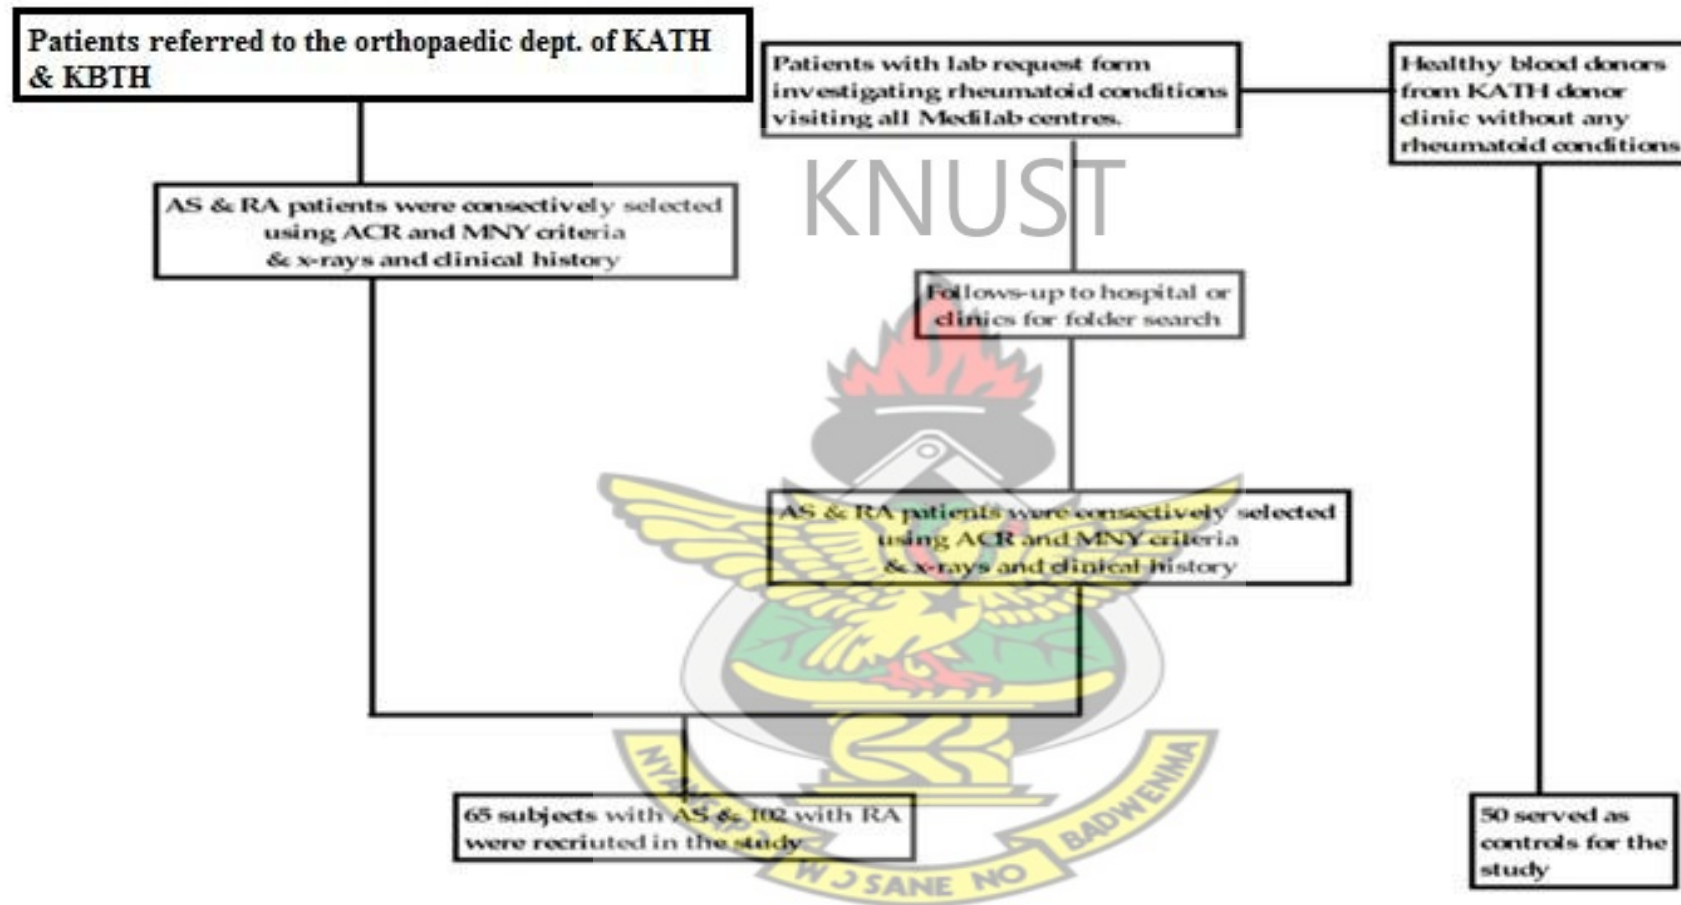 Patients referred to the orthopaedic dept. of KATH
& KBTH
Patients with lab request form
investigating rheumatoid conditions
visiting all Medilab centres.
Healthy blood donors
from KATH donor
clinic without any
rheumatoid conditions
KNUST
AS & RA patients were consectively selected
using ACR and MNY criteria
& x-rays and clinical history
Follows-up to hospital or
clinics for folder search
AS & RA patients were consectively selected
using ACR and MNY criteria
& x-rays and clinical history
65 subjects with AS & 102 with RA
were recriuted in the study
50 served as
controls for the
study
NYANSAPƆ
WƆ SANE NO
BADWENMA